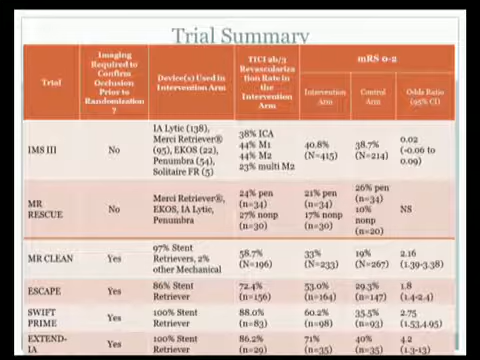 Trial Summary
Trial
Imaging Required to Confirm Occlusion Prior to Randomization ?
Device(s) Used in Intervention Arm
TICI 2b/3 Revascularization Rate in the Intervention Arm
mRS 0-2
Intervention Arm
Control Arm
Odds Ratio (95% CI)
IMS III
No
IA Lytic (138),
Merci Retriever®
(95), EKOS (22),
Penumbra (54),
Solitaire FR (5)
38% ICA
44% M1
44% M2
23% multi M2
40.8%
(N=415)
38.7%
(N=214)
0.02
(-0.06 to
0.09)
MR
RESCUE
No
Merci Retriever®,
EKOS, IA Lytic,
Penumbra
24% pen
(n=34)
27% nonp
(n=30)
21% pen
(n=34)
17% nonp
(n=30)
26% pen
(n=34)
10%
nonp
(n=20)
NS
MR CLEAN
Yes
97% Stent
Retrievers, 2%
other Mechanical
58.7%
(N=196)
33%
(N=233)
19%
(N=267)
2.16
(1.39-3.38)
ESCAPE
Yes
86% Stent
Retriever
72.4%
(n=156)
53.0%
(n=164)
29.3%
(n=147)
1.8
(1.4-2.4)
SWIFT
PRIME
Yes
100% Stent
Retriever
88.0%
(n=83)
60.2%
(n=98)
35.5%
(n=93)
2.75
(1.53,4.95)
EXTEND-
IA
Yes
100% Stent
Retriever
86.2%
(n=29)
71%
(n=35)
40%
(n=35)
4.2
(1.3-13)